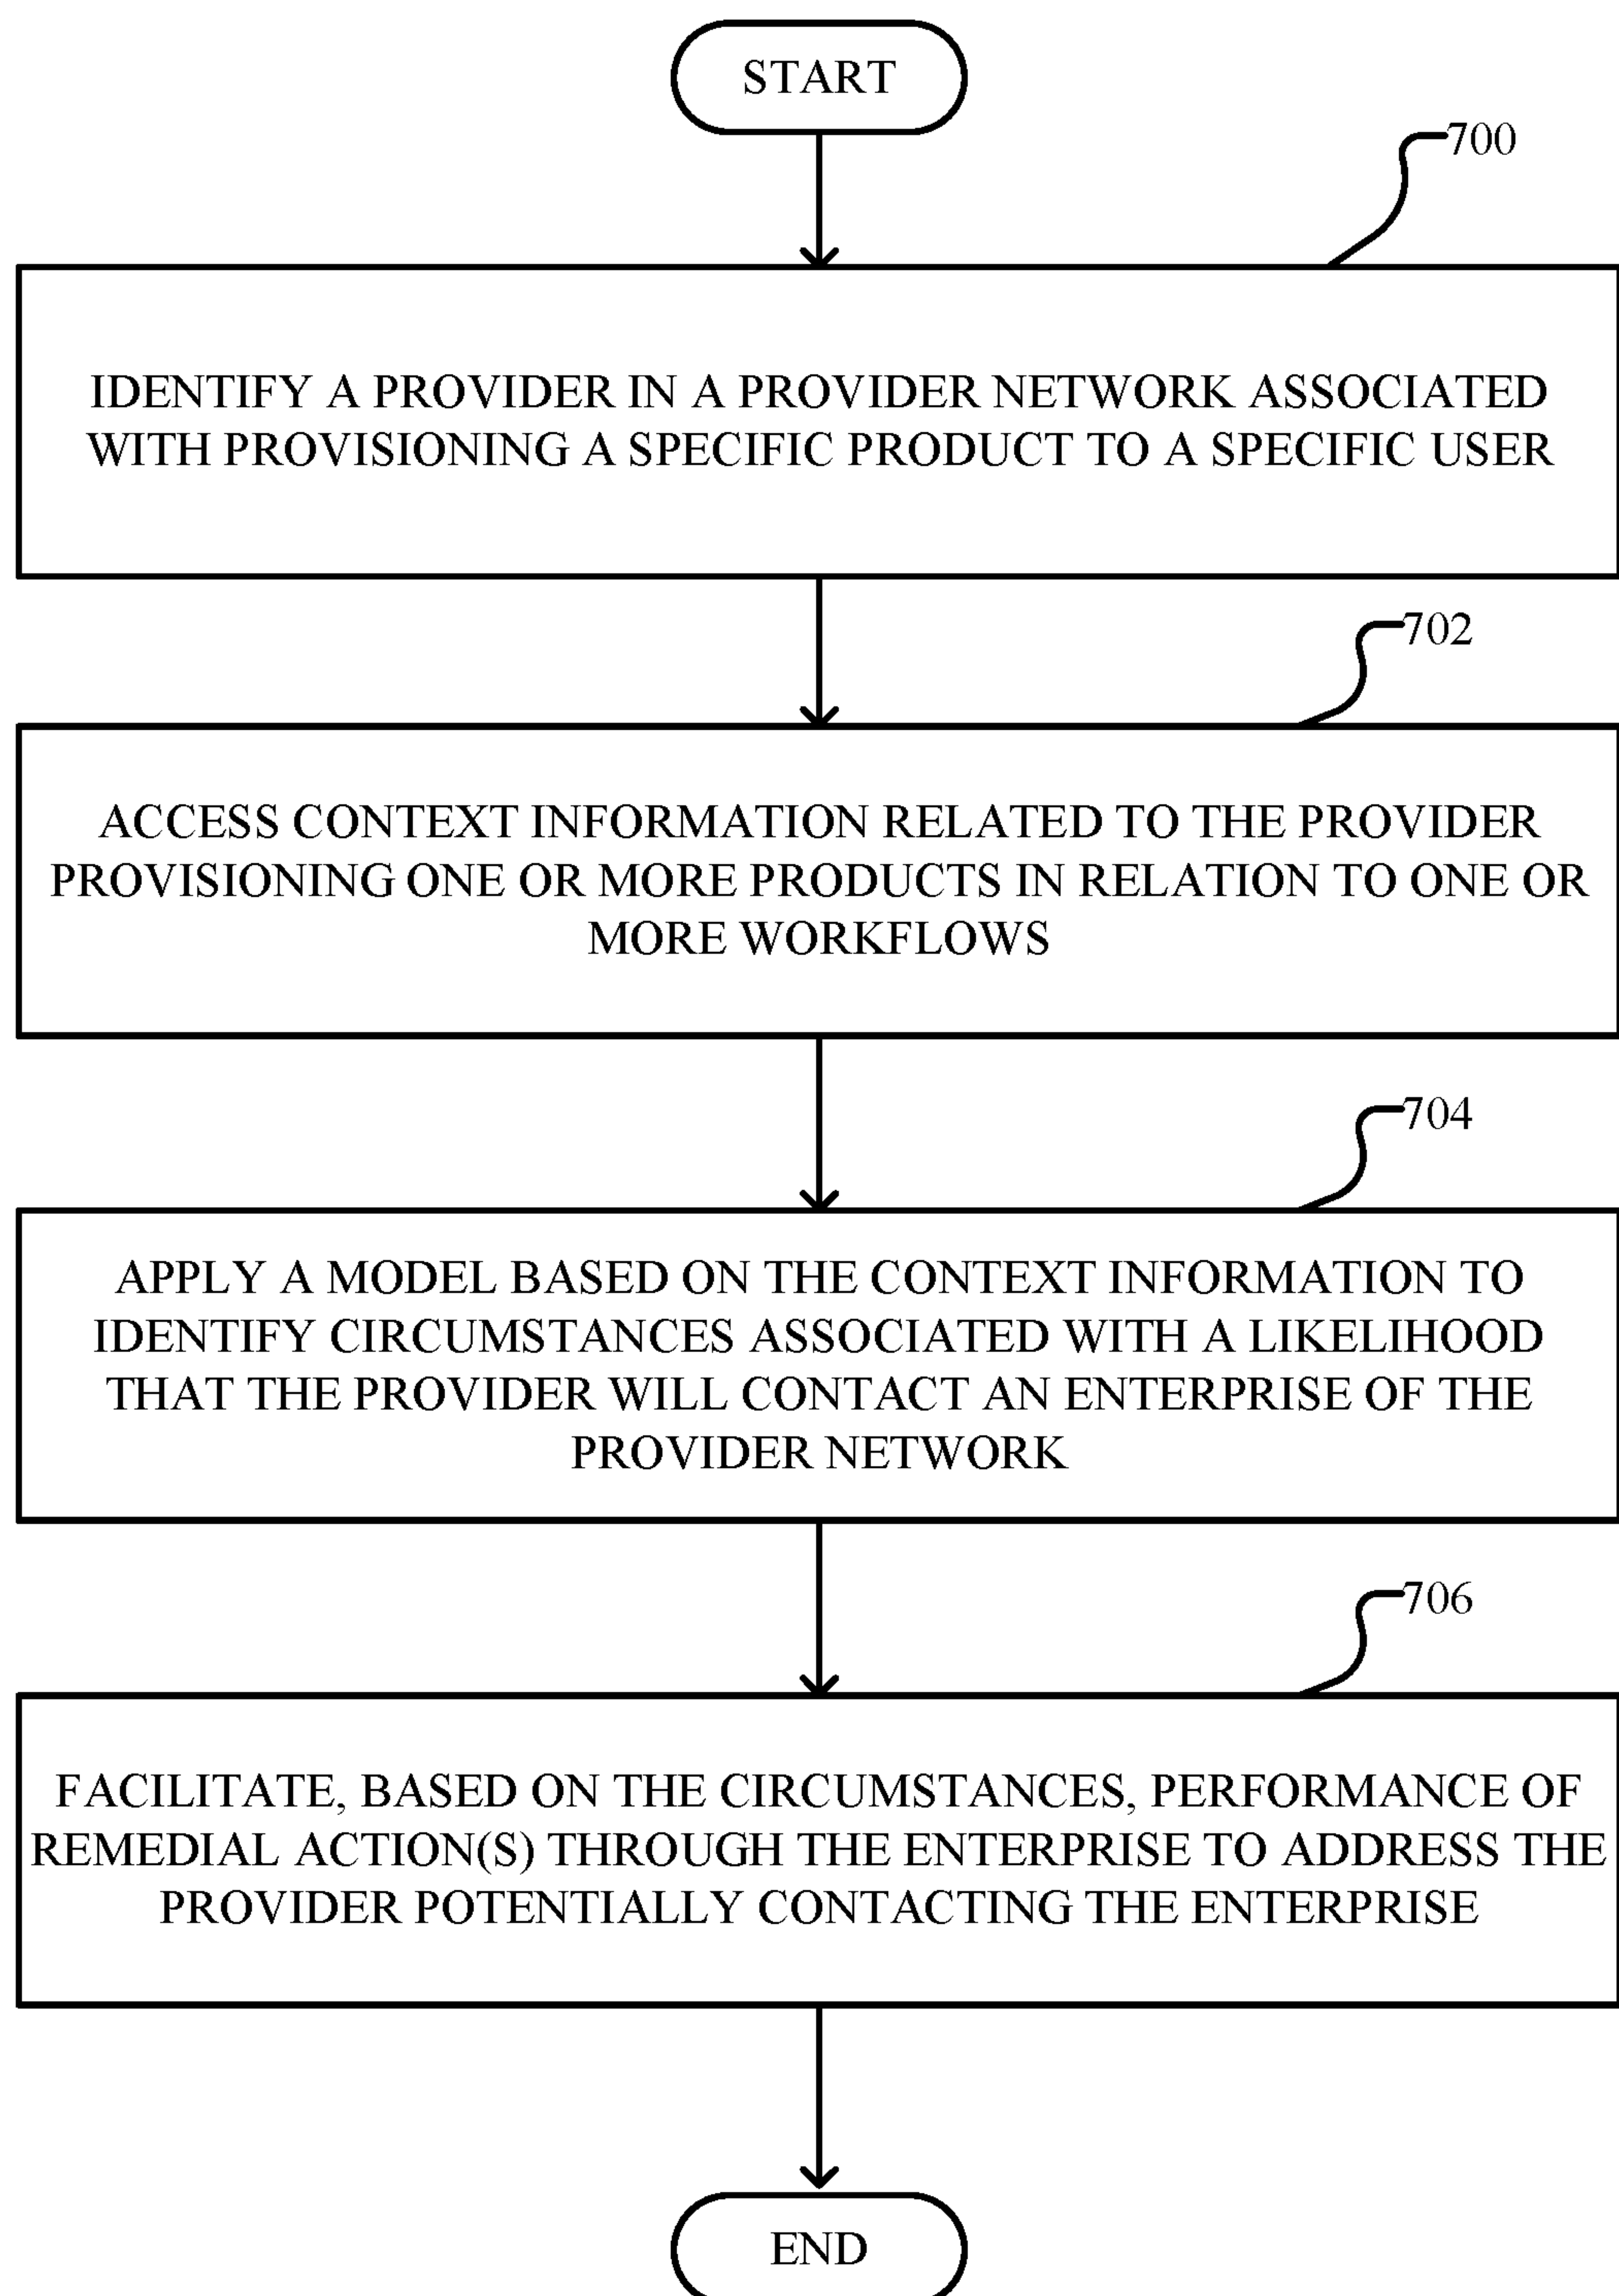 START
700
IDENTIFY A PROVIDER IN A PROVIDER NETWORK ASSOCIATED
WITH PROVISIONING A SPECIFIC PRODUCT TO A SPECIFIC USER
702
ACCESS CONTEXT INFORMATION RELATED TO THE PROVIDER
PROVISIONING ONE OR MORE PRODUCTS IN RELATION TO ONE OR
MORE WORKFLOWS
704
APPLY A MODEL BASED ON THE CONTEXT INFORMATION TO
IDENTIFY CIRCUMSTANCES ASSOCIATED WITH A LIKELIHOOD
THAT THE PROVIDER WILL CONTACT AN ENTERPRISE OF THE
PROVIDER NETWORK
706
FACILITATE, BASED ON THE CIRCUMSTANCES, PERFORMANCE OF
REMEDIAL ACTION(S) THROUGH THE ENTERPRISE TO ADDRESS THE
PROVIDER POTENTIALLY CONTACTING THE ENTERPRISE
END